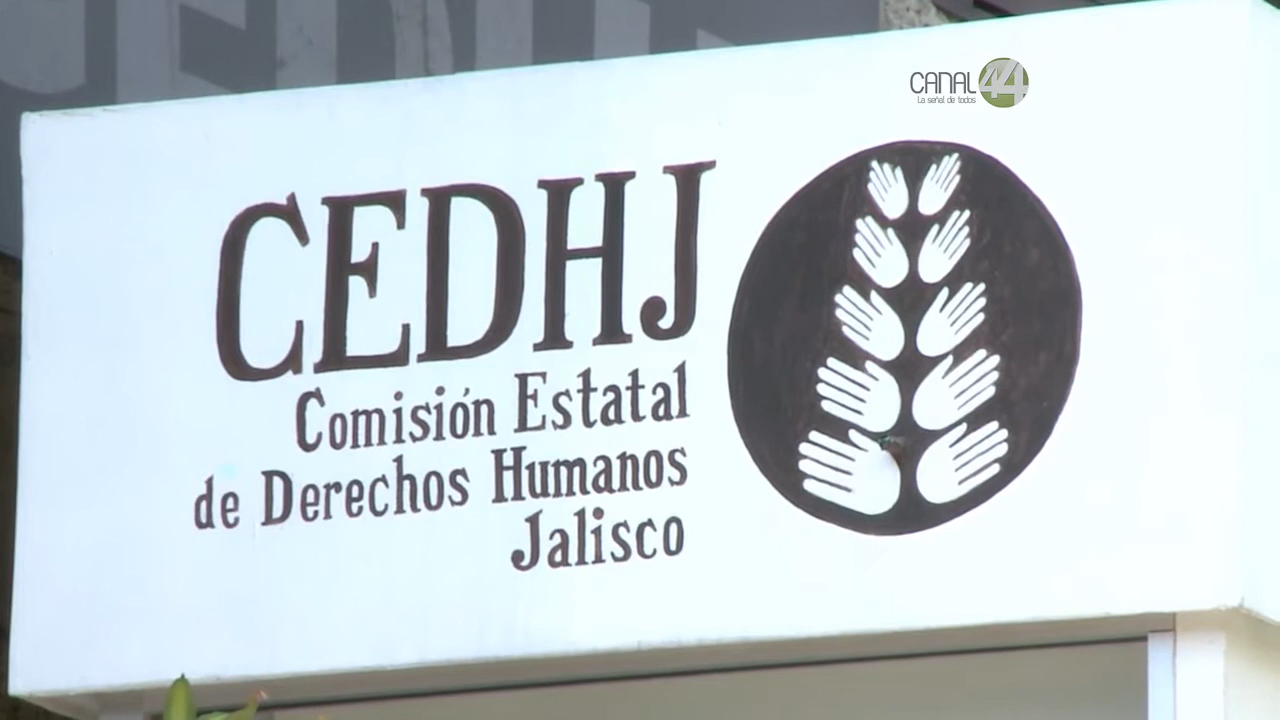 CANAL 44
La señal de todos
CEDHJ
Comisión Estatal
de Derechos Humanos
Jalisco